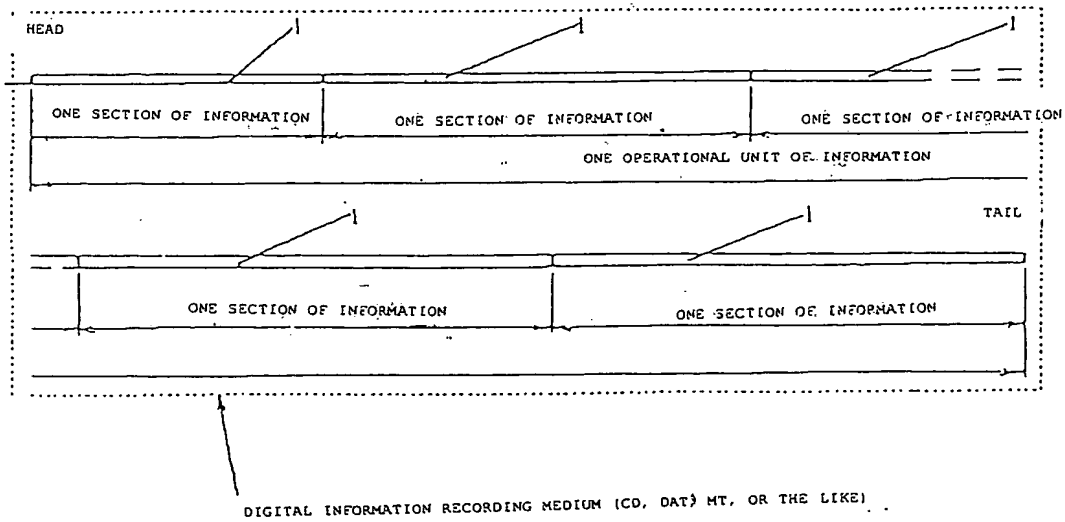 HEAD
1 1 1
ONE SECTION OF INFORMATION ONE SECTION OF INFORMATION ONE SECTION OF INFORMATION
ONE OPERATIONAL UNIT OF INFORMATION
1 1 TAIL
ONE SECTION OF INFORMATION ONE SECTION OF INFORMATION
DIGITAL INFORMATION RECORDING MEDIUM (CD, DAT, MT, OR THE LIKE)